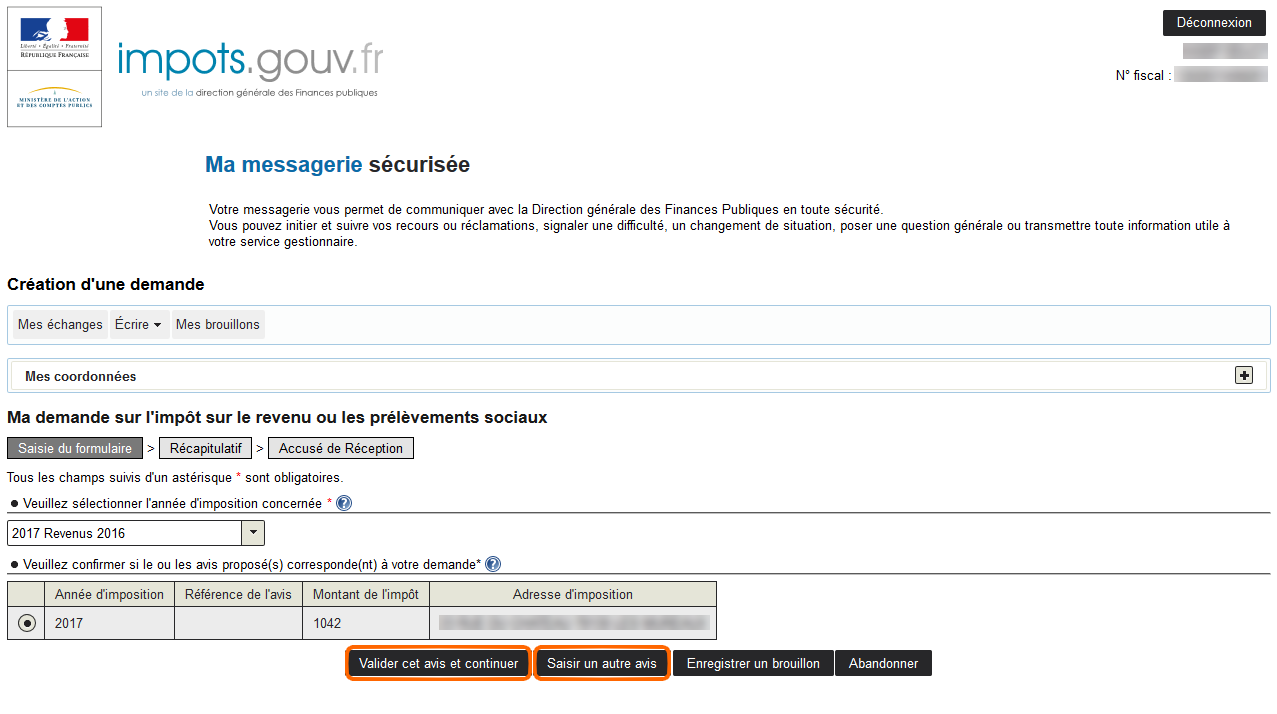 Liberté • Égalité • Fraternité
RÉPUBLIQUE FRANÇAISE
MINISTÈRE DE L'ACTION
ET DES COMPTES PUBLICS
impots.gouv.fr
un site de la direction générale des Finances publiques
Déconnexion
N° fiscal :
Ma messagerie sécurisée
Votre messagerie vous permet de communiquer avec la Direction générale des Finances Publiques en toute sécurité.
Vous pouvez initier et suivre vos recours ou réclamations, signaler une difficulté, un changement de situation, poser une question générale ou transmettre toute information utile à
votre service gestionnaire.
Création d'une demande
Mes échanges Écrire Mes brouillons
Mes coordonnées
Ma demande sur l'impôt sur le revenu ou les prélèvements sociaux
Saisie du formulaire > Récapitulatif > Accusé de Réception
Tous les champs suivis d'un astérisque * sont obligatoires.
● Veuillez sélectionner l'année d'imposition concernée * ?
2017 Revenus 2016
● Veuillez confirmer si le ou les avis proposé(s) corresponde(nt) à votre demande* ?
Année d'imposition Référence de l'avis Montant de l'impôt Adresse d'imposition
2017 1042
Valider cet avis et continuer Saisir un autre avis Enregistrer un brouillon Abandonner